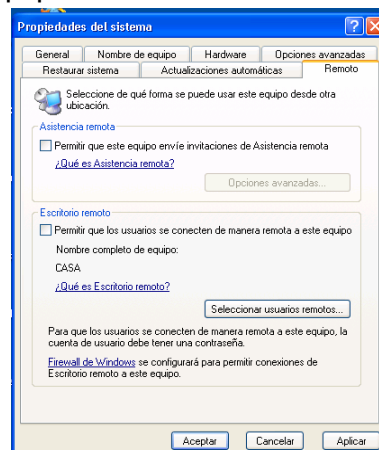 Propiedades del sistema
General
Nombre de equipo
Hardware
Opciones avanzadas
Restaurar sistema
Actualizaciones automáticas
Remoto
Seleccione de qué forma se puede usar este equipo desde otra
ubicación.
Asistencia remota
Permitir que este equipo envíe invitaciones de Asistencia remota
¿Qué es Asistencia remota?
Opciones avanzadas...
Escritorio remoto
Permitir que los usuarios se conecten de manera remota a este equipo
Nombre completo de equipo:
CASA
¿Qué es Escritorio remoto?
Seleccionar usuarios remotos...
Para que los usuarios se conecten de manera remota a este equipo, la
cuenta de usuario debe tener una contraseña.
Firewall de Windows se configurará para permitir conexiones de
Escritorio remoto a este equipo.
Aceptar
Cancelar
Aplicar